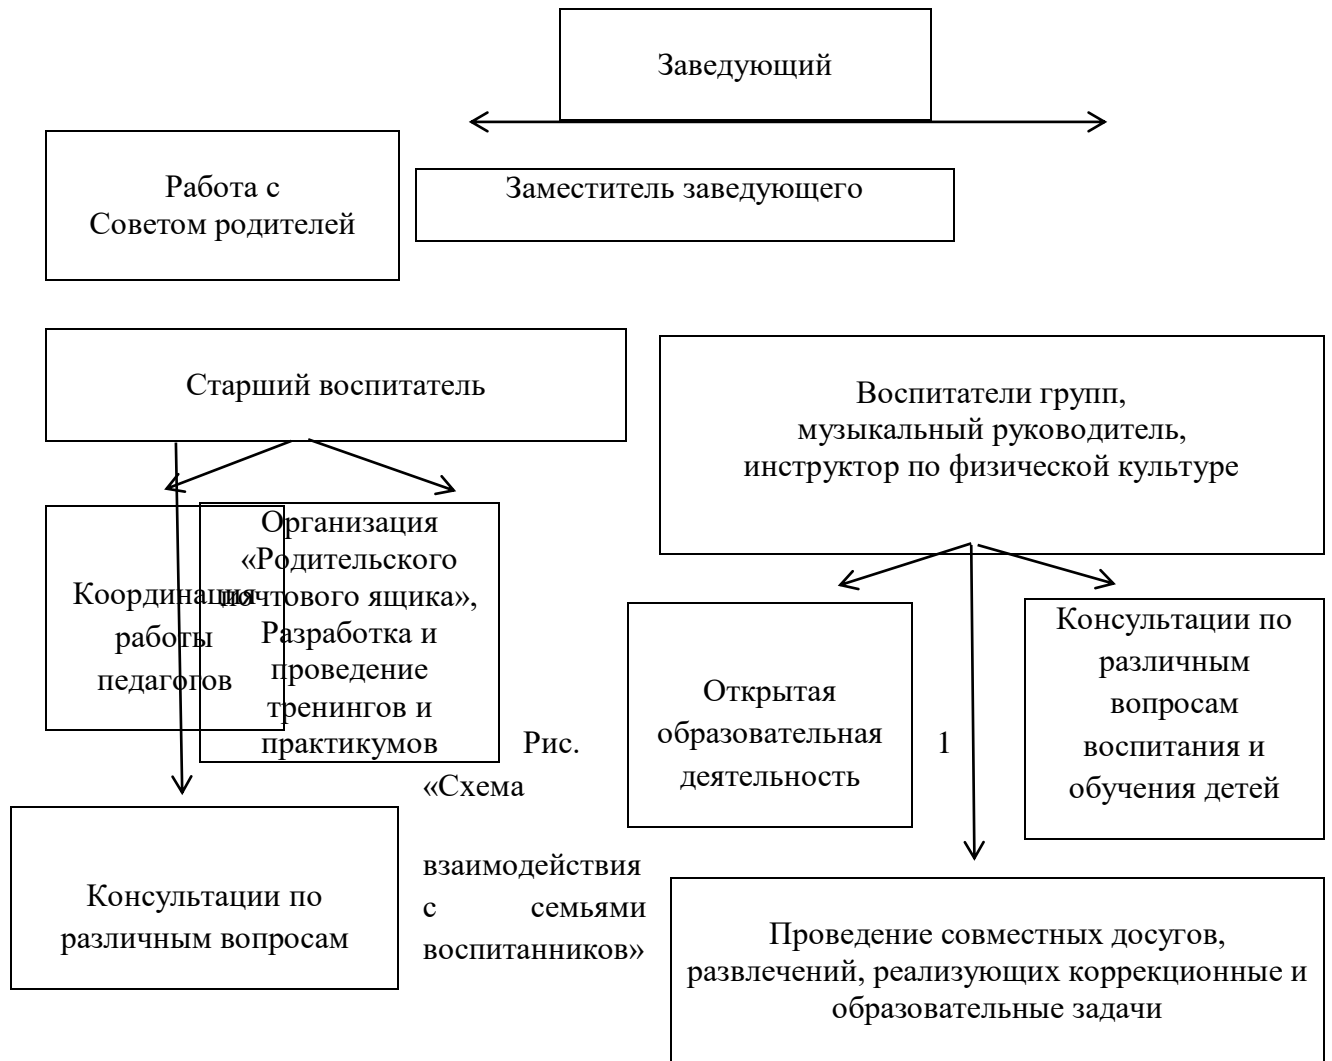 Заведующий
Работа с
Советом родителей
Заместитель заведующего
Старший воспитатель
Воспитатели групп,
музыкальный руководитель,
инструктор по физической культуре
Координация
работы
педагогов
Организация
«Родительского
почтового ящика»,
Разработка и
проведение
тренингов и
практикумов
Открытая
образовательная
деятельность
Консультации по
различным
вопросам
воспитания и
обучения детей
Рис. 1
«Схема
взаимодействия
с семьями
воспитанников»
Консультации по
различным вопросам
Проведение совместных досугов,
развлечений, реализующих коррекционные и
образовательные задачи